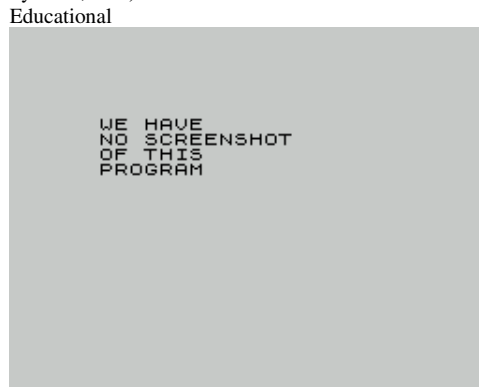 Educational
WE HAVE
NO SCREENSHOT
OF THIS
PROGRAM